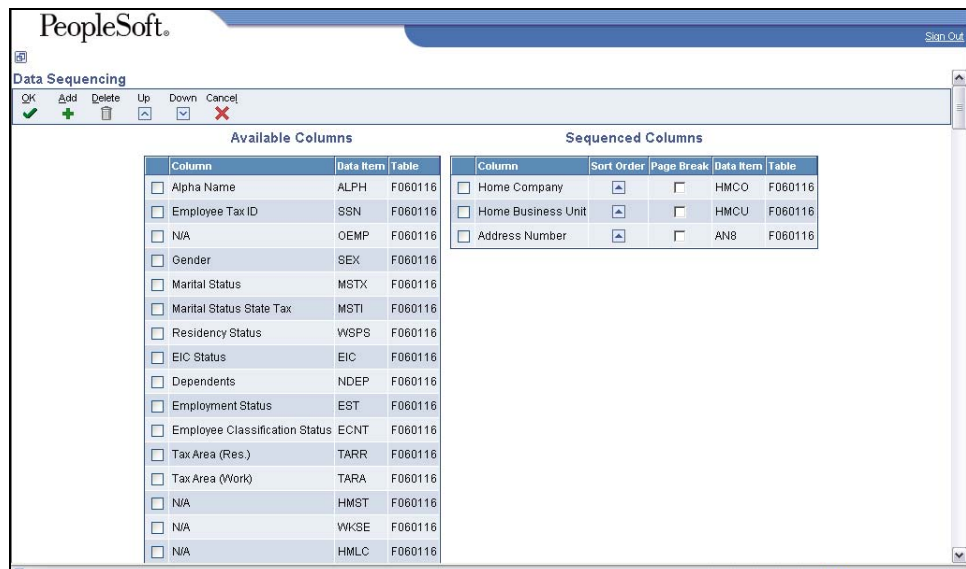 PeopleSoft®
Sign Out
Data Sequencing
OK Add Delete Up Down Cancel
Available Columns
Column Data Item Table
Alpha Name ALPH F060116
Employee Tax ID SSN F060116
N/A OEMP F060116
Gender SEX F060116
Marital Status MSTX F060116
Marital Status State Tax MSTI F060116
Residency Status WSPS F060116
EIC Status EIC F060116
Dependents NDEP F060116
Employment Status EST F060116
Employee Classification Status ECNT F060116
Tax Area (Res.) TARR F060116
Tax Area (Work) TARA F060116
N/A HMST F060116
N/A WKSE F060116
N/A HMLC F060116
Sequenced Columns
Column Sort Order Page Break Data Item Table
Home Company HMCO F060116
Home Business Unit HMCU F060116
Address Number AN8 F060116